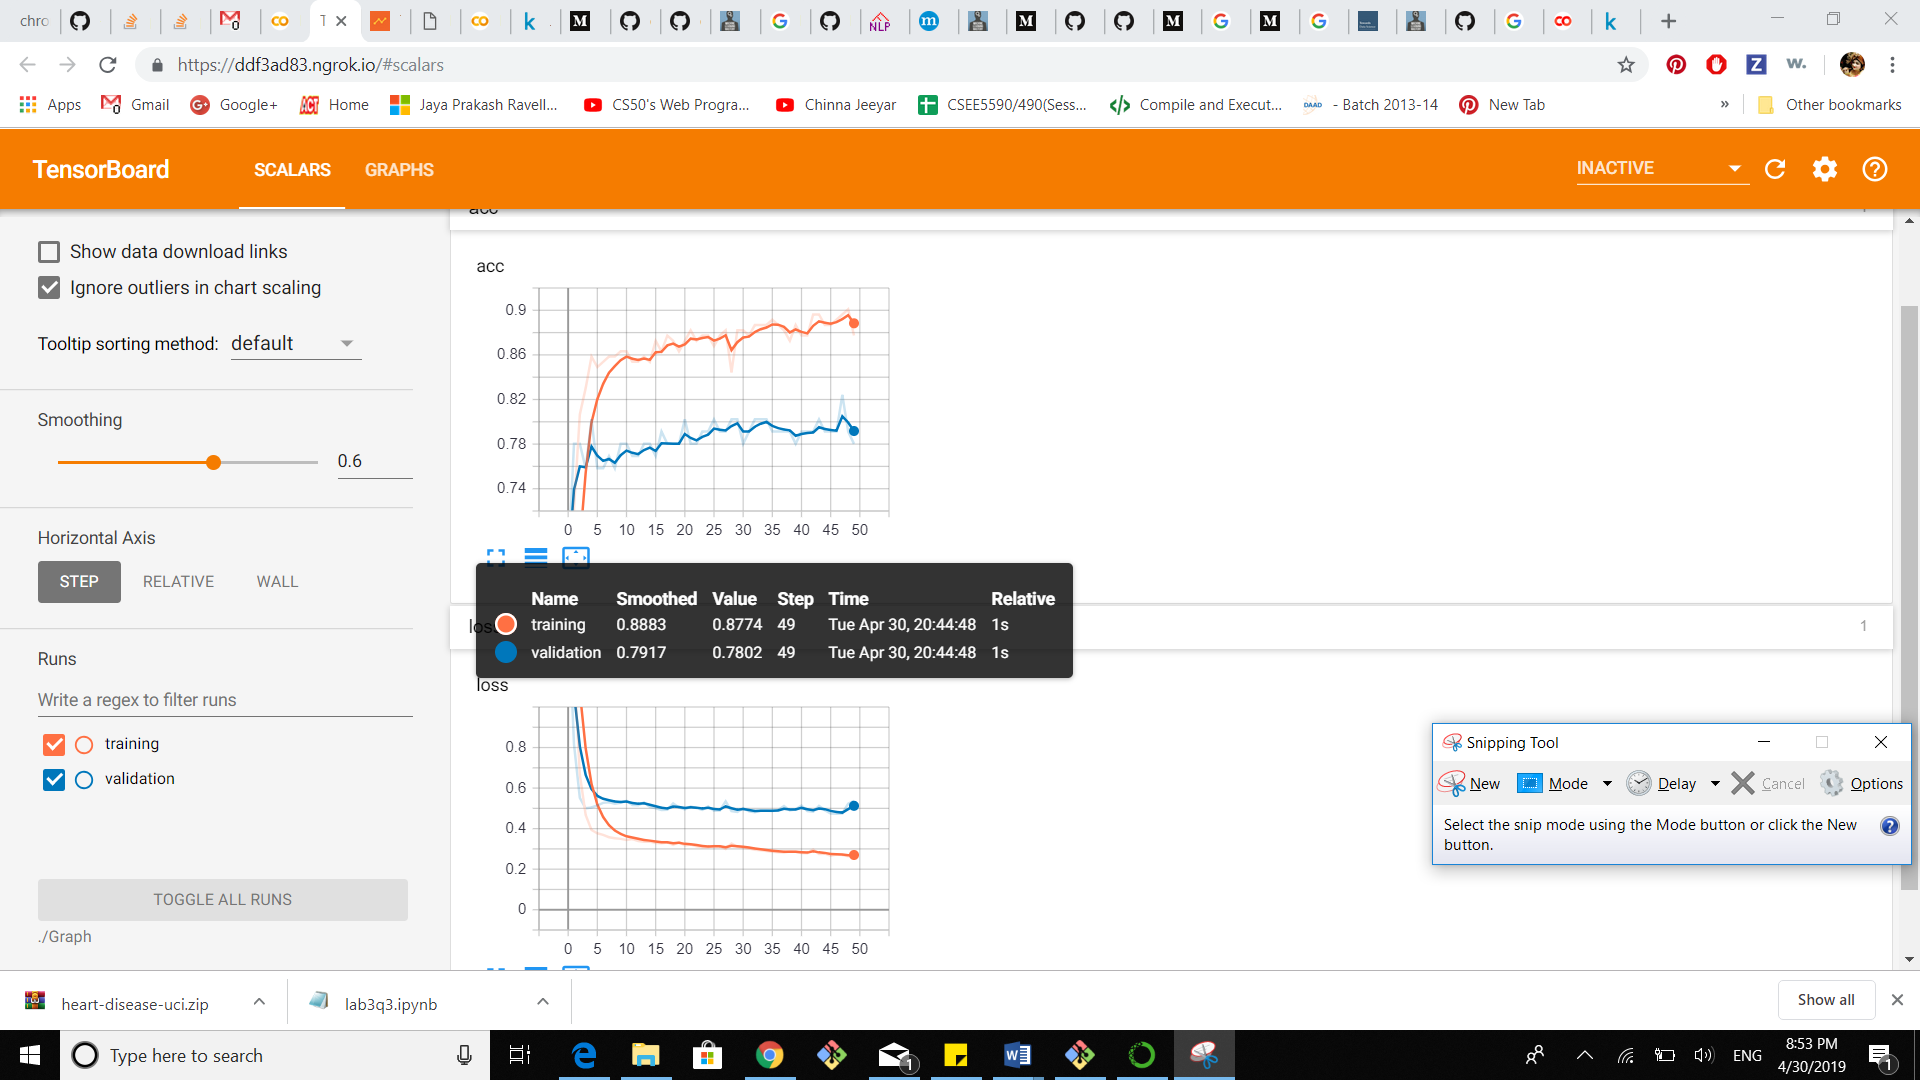 chro
T
https://ddf3ad83.ngrok.io/#scalars
Apps
Gmail
Google+
Home
Jaya Prakash Ravell...
CS50's Web Progra...
Chinna Jeeyar
CSEE5590/490(Sess...
Compile and Execut...
- Batch 2013-14
New Tab
»
Other bookmarks
TensorBoard
SCALARS
GRAPHS
INACTIVE
Show data download links
Ignore outliers in chart scaling
Tooltip sorting method: default
Smoothing
0.6
Horizontal Axis
STEP
RELATIVE
WALL
Runs
Write a regex to filter runs
training
validation
TOGGLE ALL RUNS
./Graph
acc
acc
0.9
0.86
0.82
0.78
0.74
0 5 10 15 20 25 30 35 40 45 50
Name Smoothed Value Step Time Relative
training 0.8883 0.8774 49 Tue Apr 30, 20:44:48 1s
validation 0.7917 0.7802 49 Tue Apr 30, 20:44:48 1s
1
loss
0.8
0.6
0.4
0.2
0
0 5 10 15 20 25 30 35 40 45 50
Snipping Tool
New Mode Delay Cancel Options
Select the snip mode using the Mode button or click the New
button.
heart-disease-uci.zip
lab3q3.ipynb
Show all
Type here to search
1
ENG
8:53 PM
4/30/2019
1